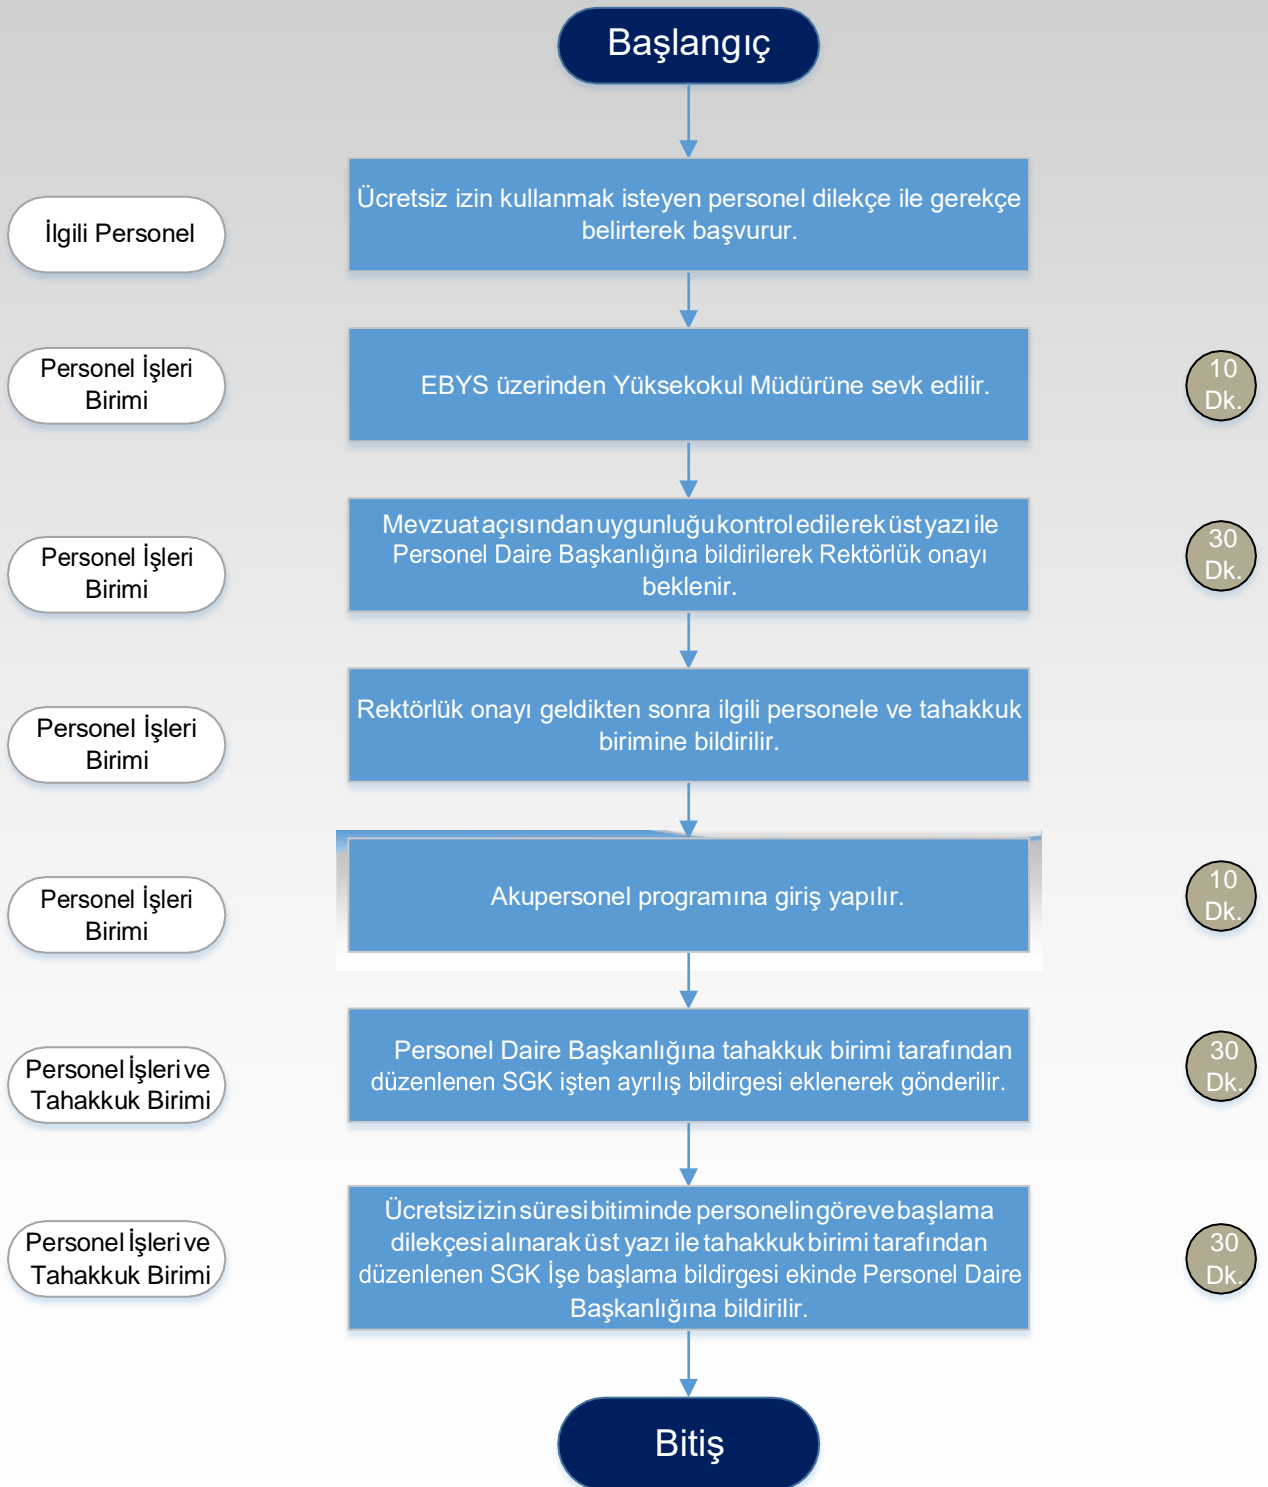 Başlangıç
İlgili Personel
Ücretsiz izin kullanmak isteyen personel dilekçe ile gerekçe
belirterek başvurur.
Personel İşleri
Birimi
EBYS üzerinden Yüksekokul Müdürüne sevk edilir.
10
Dk.
Personel İşleri
Birimi
Mevzuat açısından uygunluğu kontrol edilerek üst yazı ile
Personel Daire Başkanlığına bildirilerek Rektörlük onayı
beklenir.
30
Dk.
Personel İşleri
Birimi
Rektörlük onayı geldikten sonra ilgili personele ve tahakkuk
birimine bildirilir.
Personel İşleri
Birimi
Akupersonel programına giriş yapılır.
10
Dk.
Personel İşleri ve
Tahakkuk Birimi
Personel Daire Başkanlığına tahakkuk birimi tarafından
düzenlenen SGK işten ayrılış bildirgesi eklenerek gönderilir.
30
Dk.
Personel İşleri ve
Tahakkuk Birimi
Ücretsiz izin süresi bitiminde personelin göreve başlama
dilekçesi alınarak üst yazı ile tahakkuk birimi tarafından
düzenlenen SGK İşe başlama bildirgesi ekinde Personel Daire
Başkanlığına bildirilir.
30
Dk.
Bitiş